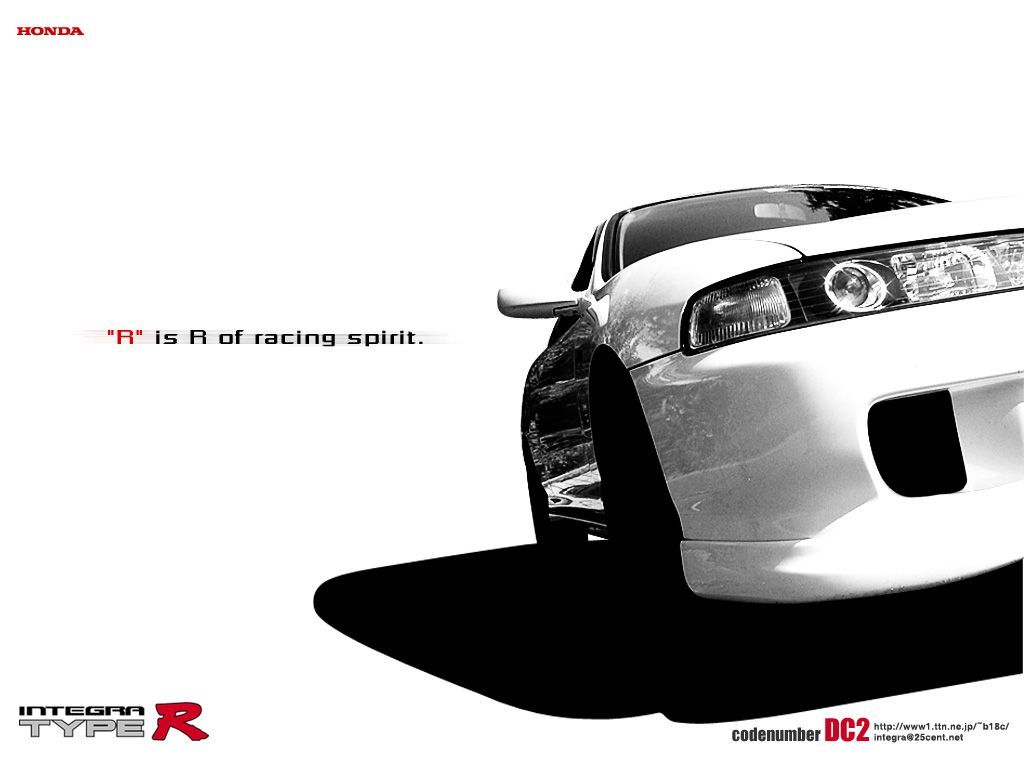 HONDA
"R" is R of racing spirit.
INTEGRA
TYPE R
codenumber DC2
http://www1.ttn.ne.jp/~b18c/
integra@25cent.net